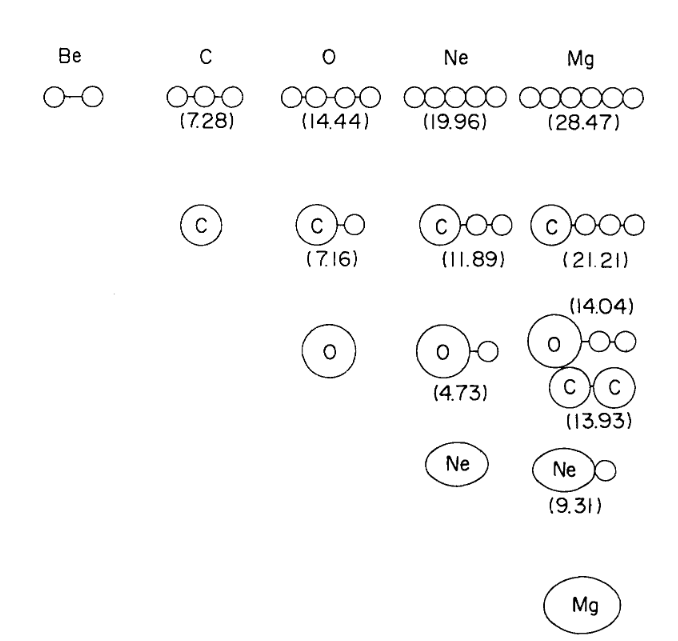 Be C O Ne Mg
(7.28) (14.44) (19.96) (28.47)
C C C C
(7.16) (11.89) (21.21)
(14.04)
O O O
C C
(4.73) (13.93)
Ne Ne
(9.31)
Mg